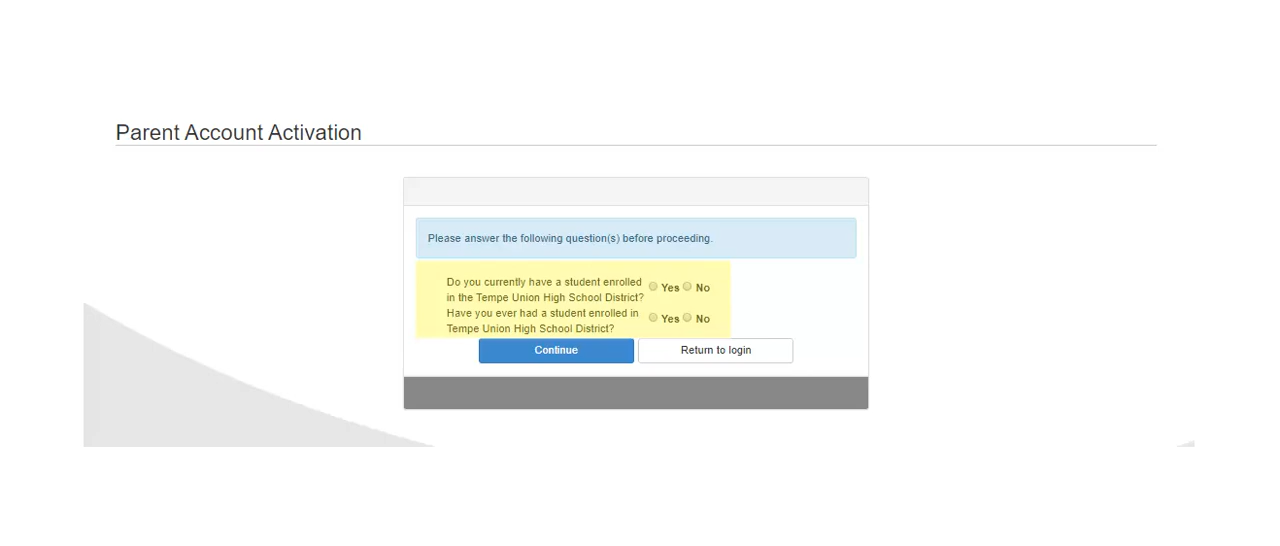 Parent Account Activation
Please answer the following question(s) before proceeding.
Do you currently have a student enrolled
in the Tempe Union High School District?
Yes No
Have you ever had a student enrolled in
Tempe Union High School District?
Yes No
Continue Return to login